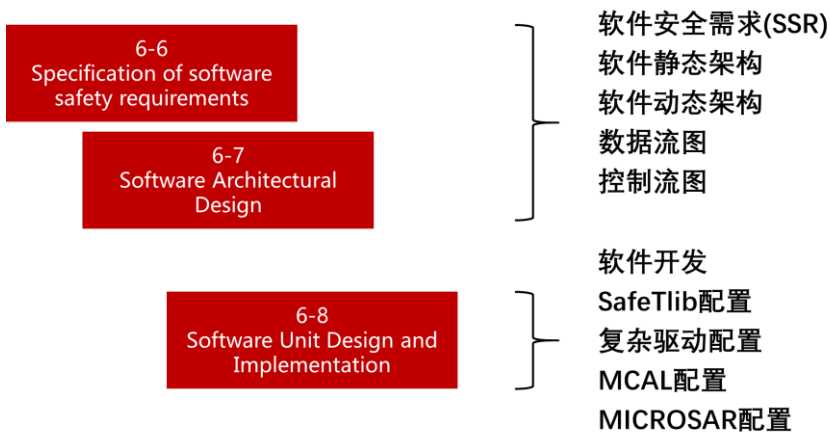 6-6
Specification of software
safety requirements
6-7
Software Architectural
Design
软件安全需求(SSR)
软件静态架构
软件动态架构
数据流图
控制流图
6-8
Software Unit Design and
Implementation
软件开发
SafeTlib配置
复杂驱动配置
MCAL配置
MICROSAR配置